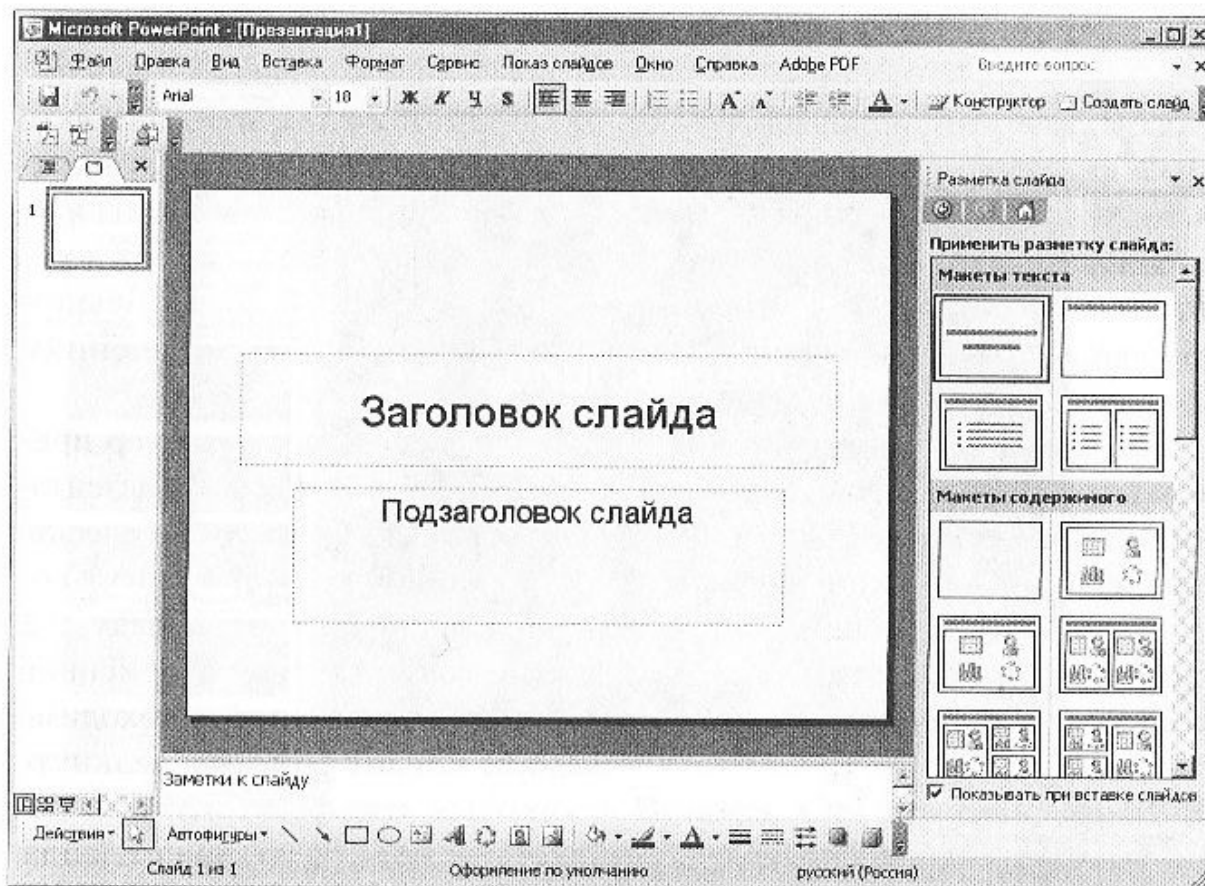 Microsoft PowerPoint - [Презентация1]
Файл Правка Вид Вставка Формат Сервис Показ слайдов Окно Справка Adobe PDF Введите вопрос
Arial 18 Ж К Ч S A A A Конструктор Создать слайд
Разметка слайда
1
Применить разметку слайда:
Макеты текста
Заголовок слайда
Подзаголовок слайда
Макеты содержимого
Заметки к слайду
Показывать при вставке слайдов
Действия Автофигуры A
Слайд 1 из 1 Оформление по умолчанию русский (Россия)